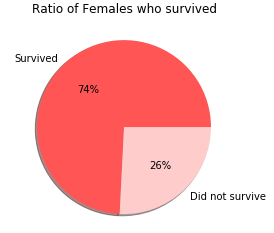 Ratio of Females who survived
Survived
74%
26%
Did not survive